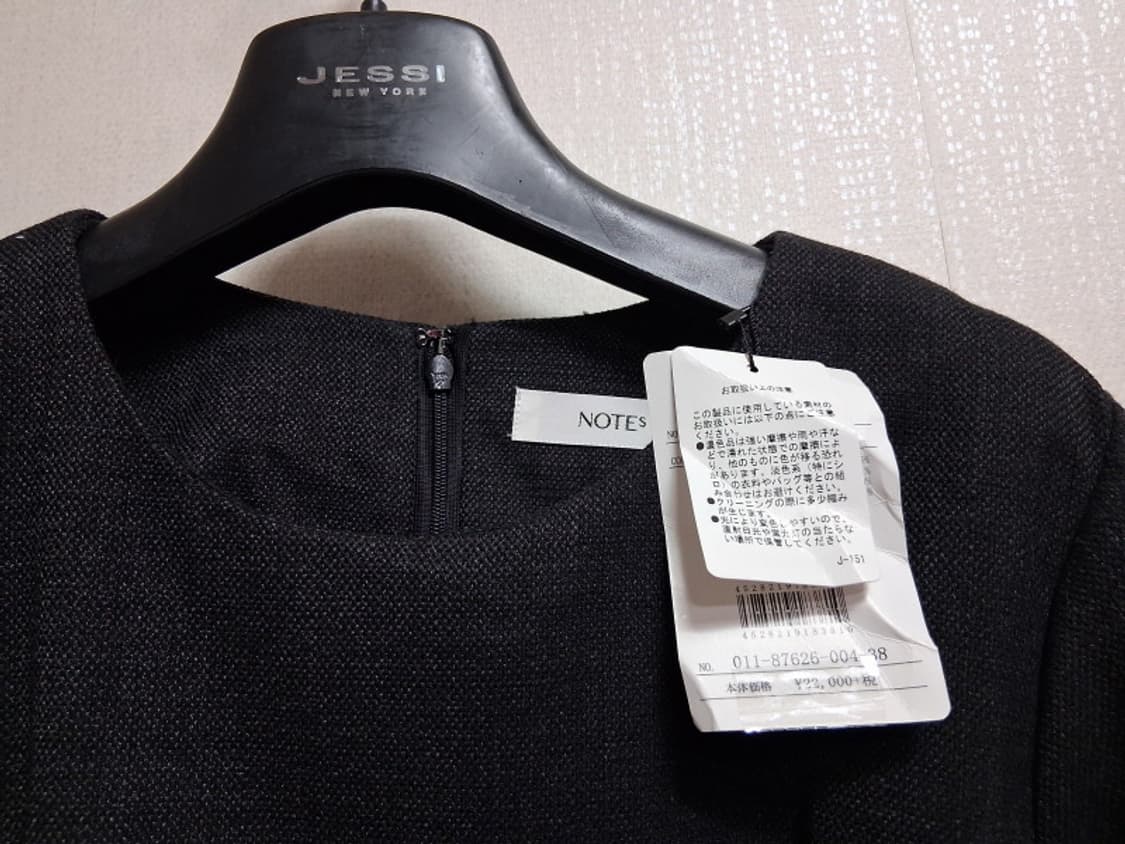 JESSI
NEW YORK
NOTES
お取扱い上の注意
この製品に使用している素材の
お取扱いには以下の点にご注意
ください。
●濃色品は強い摩擦や雨や汗な
どで濡れた状態での摩擦によ
り、他のものに色が移る恐れ
があります。淡色系（特にシ
ロ）の衣料やバッグ等との組
み合わせはお避けください。
●クリーニングの際に多少縮み
が生じます。
●光により変色しやすいので、
直射日光や蛍光灯の当たらな
い場所で保管してください。
J-151
NO. 011-87626-004-38
本体価格 ¥22,000+税